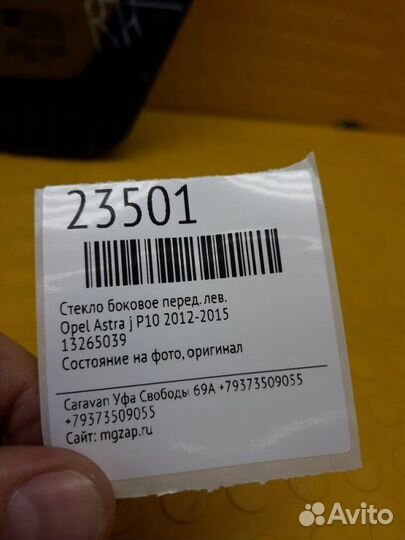 RH
23501
Стекло боковое перед. лев.
Opel Astra j P10 2012-2015
13265039
Состояние на фото, оригинал
Caravan Уфа Свободы 69А +79373509055
+79373509055
Сайт: mgzap.ru
Avito